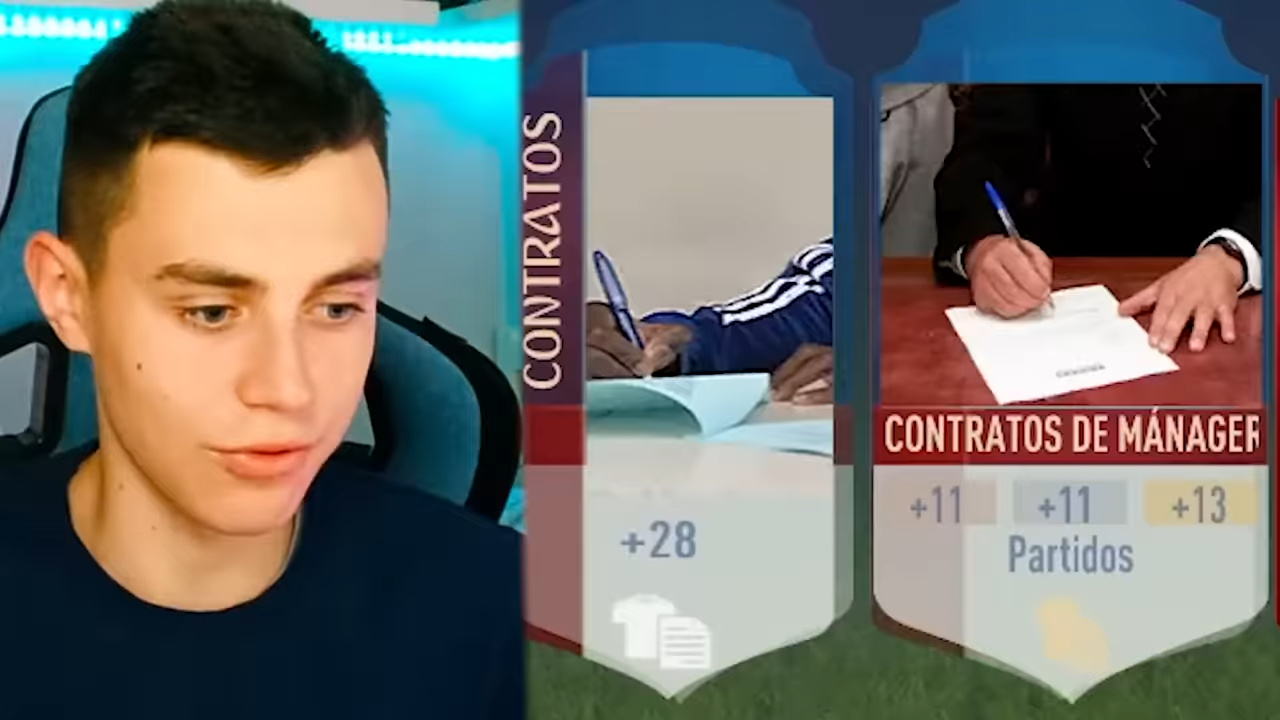 CONTRATOS
+28
CONTRATOS DE MÁNAGER
+11 +11 +13
Partidos